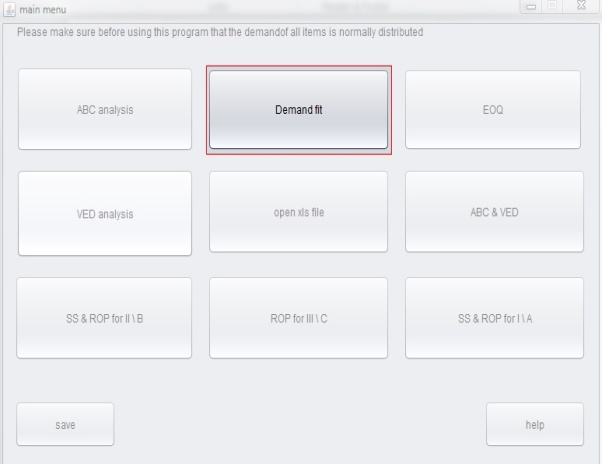 main menu
Please make sure before using this program that the demandof all items is normally distributed
ABC analysis
Demand fit
EOQ
VED analysis
open xls file
ABC & VED
SS & ROP for II \ B
ROP for III \ C
SS & ROP for I \ A
save
help